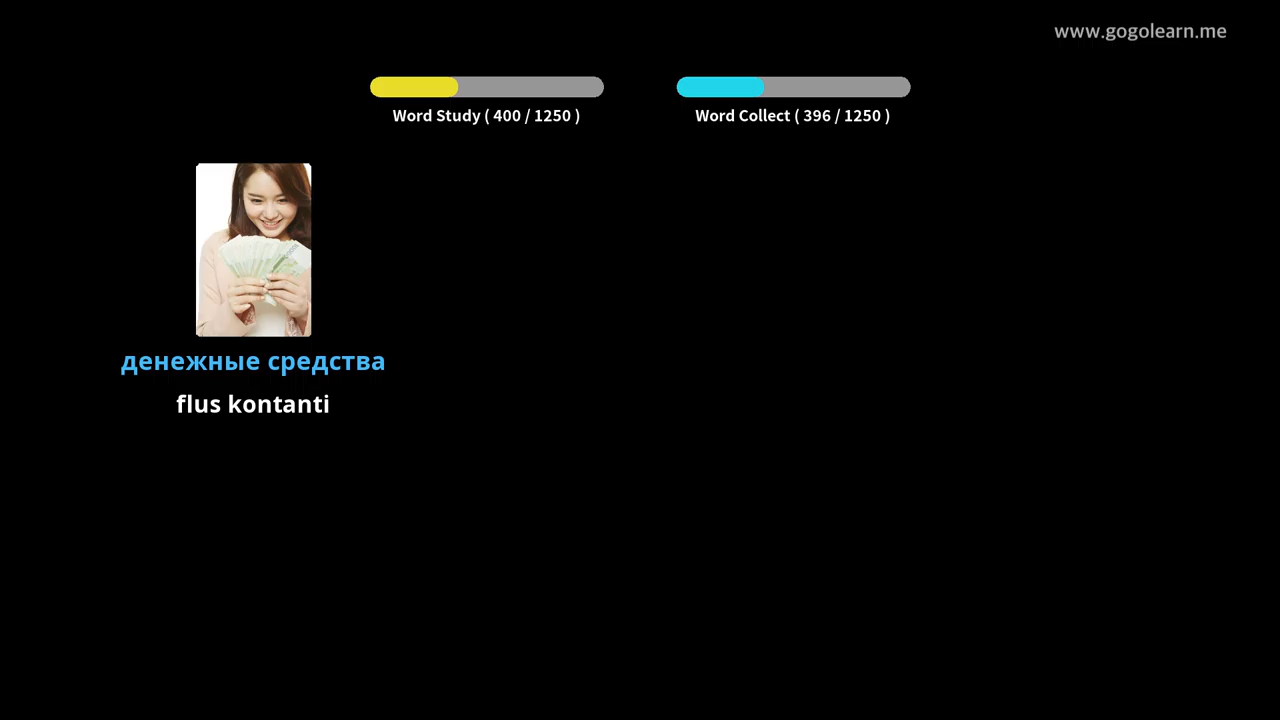 www.gogolearn.me
Word Study ( 400 / 1250 )
Word Collect ( 396 / 1250 )
денежные средства
flus kontanti